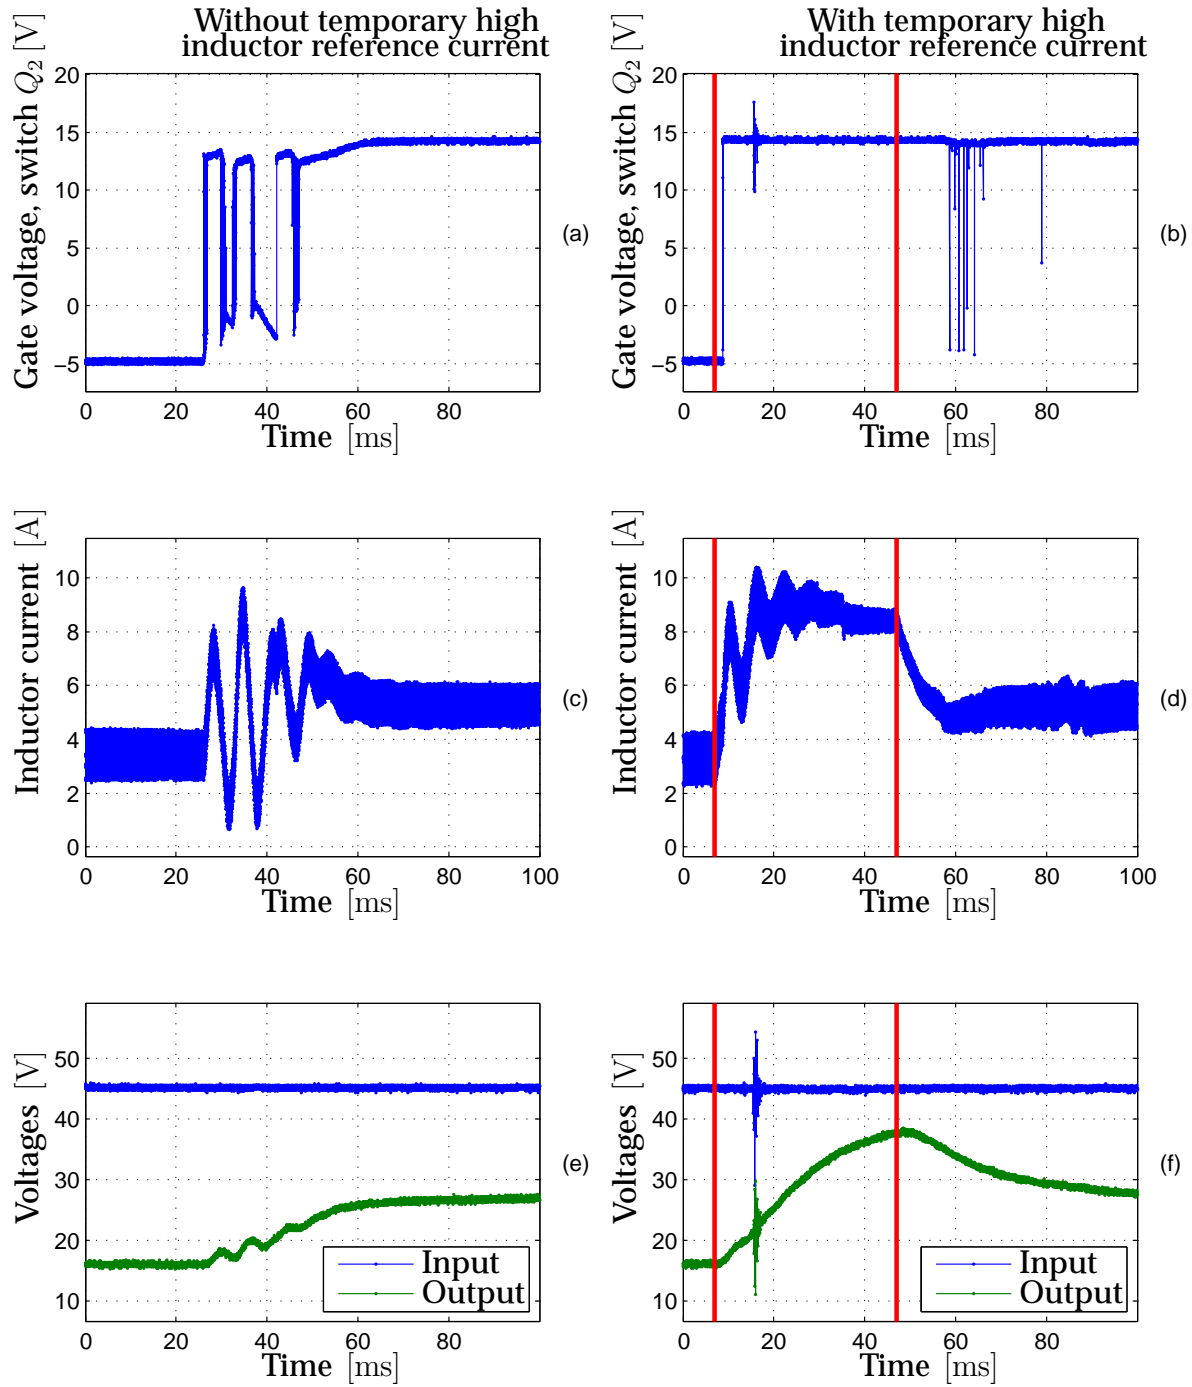 Without temporary high
inductor reference current
With temporary high
inductor reference current
Gate voltage, switch Q2 [V]
20
15
10
5
0
−5
0 20 40 60 80
Time [ms]
(a)
Gate voltage, switch Q2 [V]
20
15
10
5
0
−5
0 20 40 60 80
Time [ms]
(b)
Inductor current [A]
10
8
6
4
2
0
0 20 40 60 80 100
Time [ms]
(c)
Inductor current [A]
10
8
6
4
2
0
0 20 40 60 80 100
Time [ms]
(d)
Voltages [V]
50
40
30
20
10
0 20 40 60 80
Time [ms]
Input
Output
(e)
Voltages [V]
50
40
30
20
10
0 20 40 60 80
Time [ms]
Input
Output
(f)